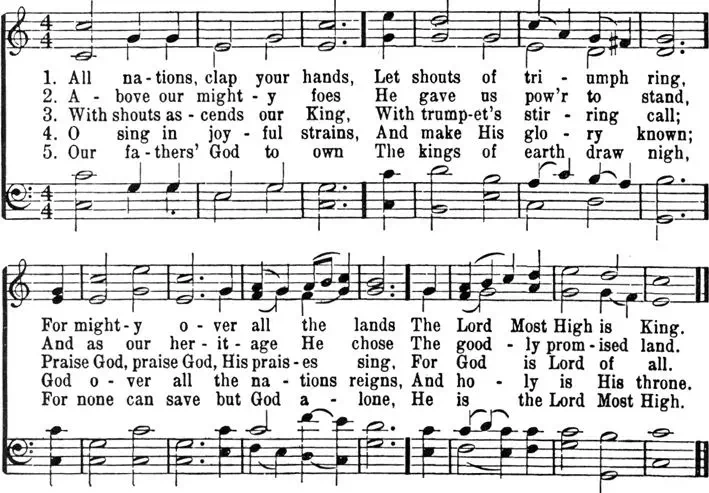 4 4
1. All na-tions, clap your hands, Let shouts of tri - umph ring,
2. A - bove our might-y foes He gave us pow'r to stand,
3. With shouts as-cends our King, With trump-et's stir - ring call;
4. O sing in joy-ful strains, And make His glo - ry known;
5. Our fa-thers' God to own The kings of earth draw nigh,
4 4
For might-y o-ver all the lands The Lord Most High is King.
And as our her-it-age He chose The good - ly prom-ised land.
Praise God, praise God, His prais-es sing, For God is Lord of all.
God o-ver all the na-tions reigns, And ho - ly is His throne.
For none can save but God a - lone, He is the Lord Most High.